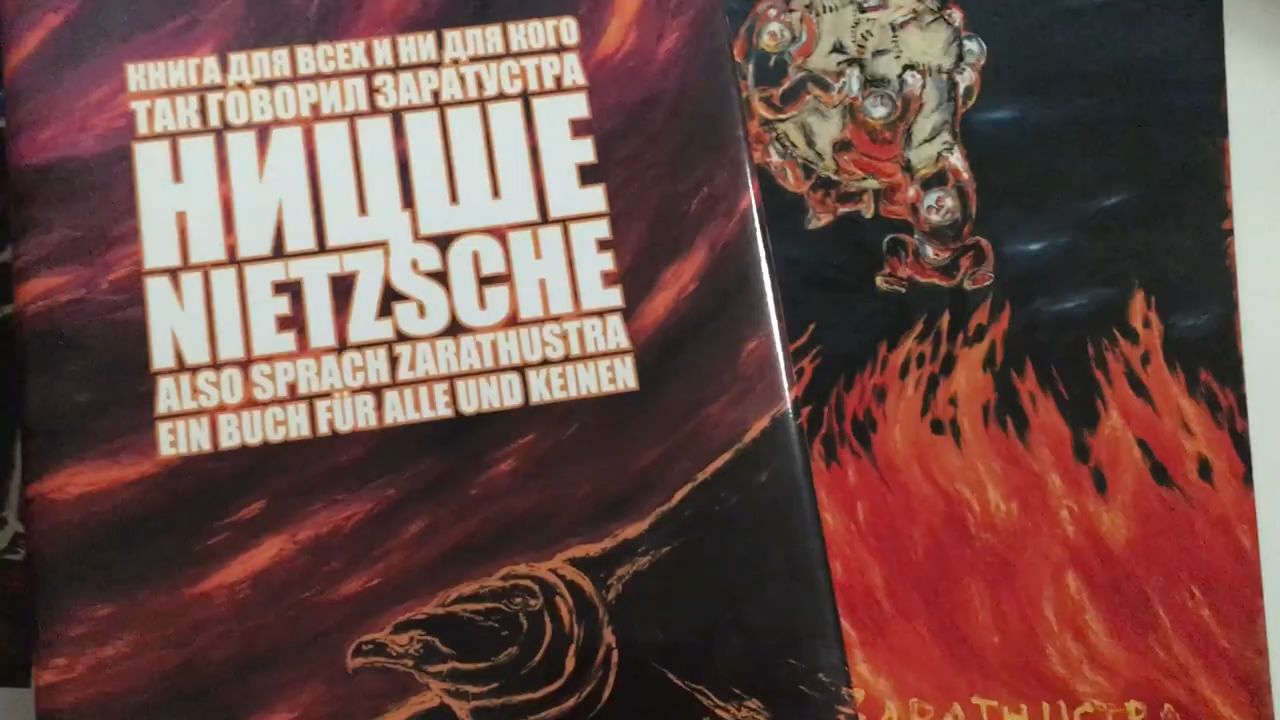 КНИГА ДЛЯ ВСЕХ И НИ ДЛЯ КОГО
ТАК ГОВОРИЛ ЗАРАТУСТРА
НИЦШЕ
NIETZSCHE
ALSO SPRACH ZARATHUSTRA
EIN BUCH FÜR ALLE UND KEINEN
ZARATHUSTRA